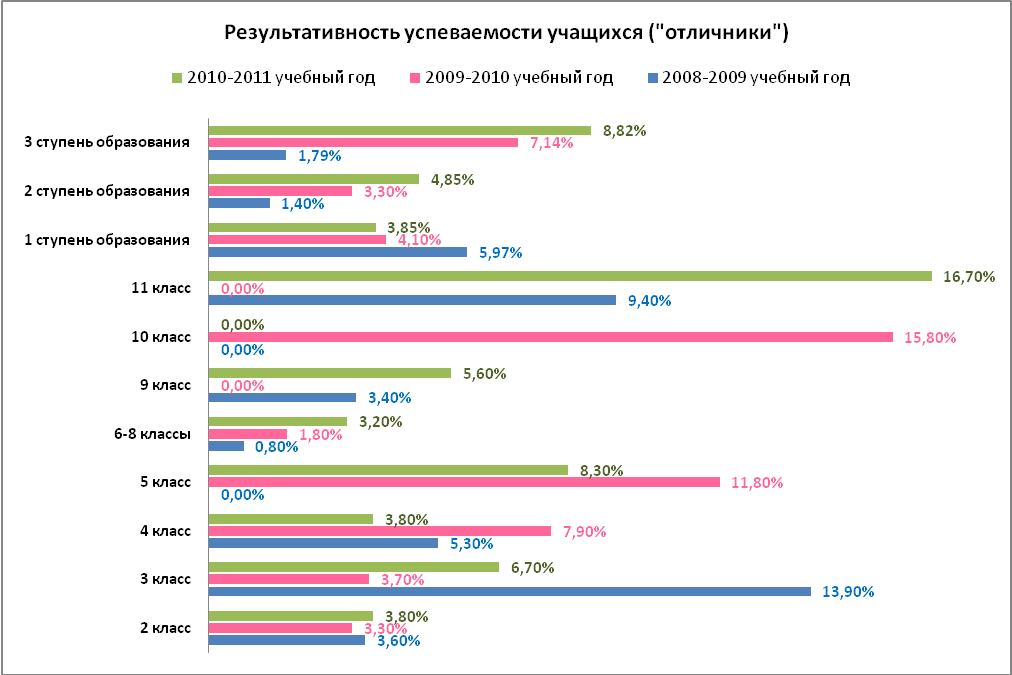 Результативность успеваемости учащихся ("отличники")
2010-2011 учебный год 2009-2010 учебный год 2008-2009 учебный год
3 ступень образования
8,82%
7,14%
1,79%
2 ступень образования
4,85%
3,30%
1,40%
1 ступень образования
3,85%
4,10%
5,97%
11 класс
16,70%
0,00%
9,40%
10 класс
0,00%
15,80%
0,00%
9 класс
5,60%
0,00%
3,40%
6-8 классы
3,20%
1,80%
0,80%
5 класс
8,30%
11,80%
0,00%
4 класс
3,80%
7,90%
5,30%
3 класс
6,70%
3,70%
13,90%
2 класс
3,80%
3,30%
3,60%